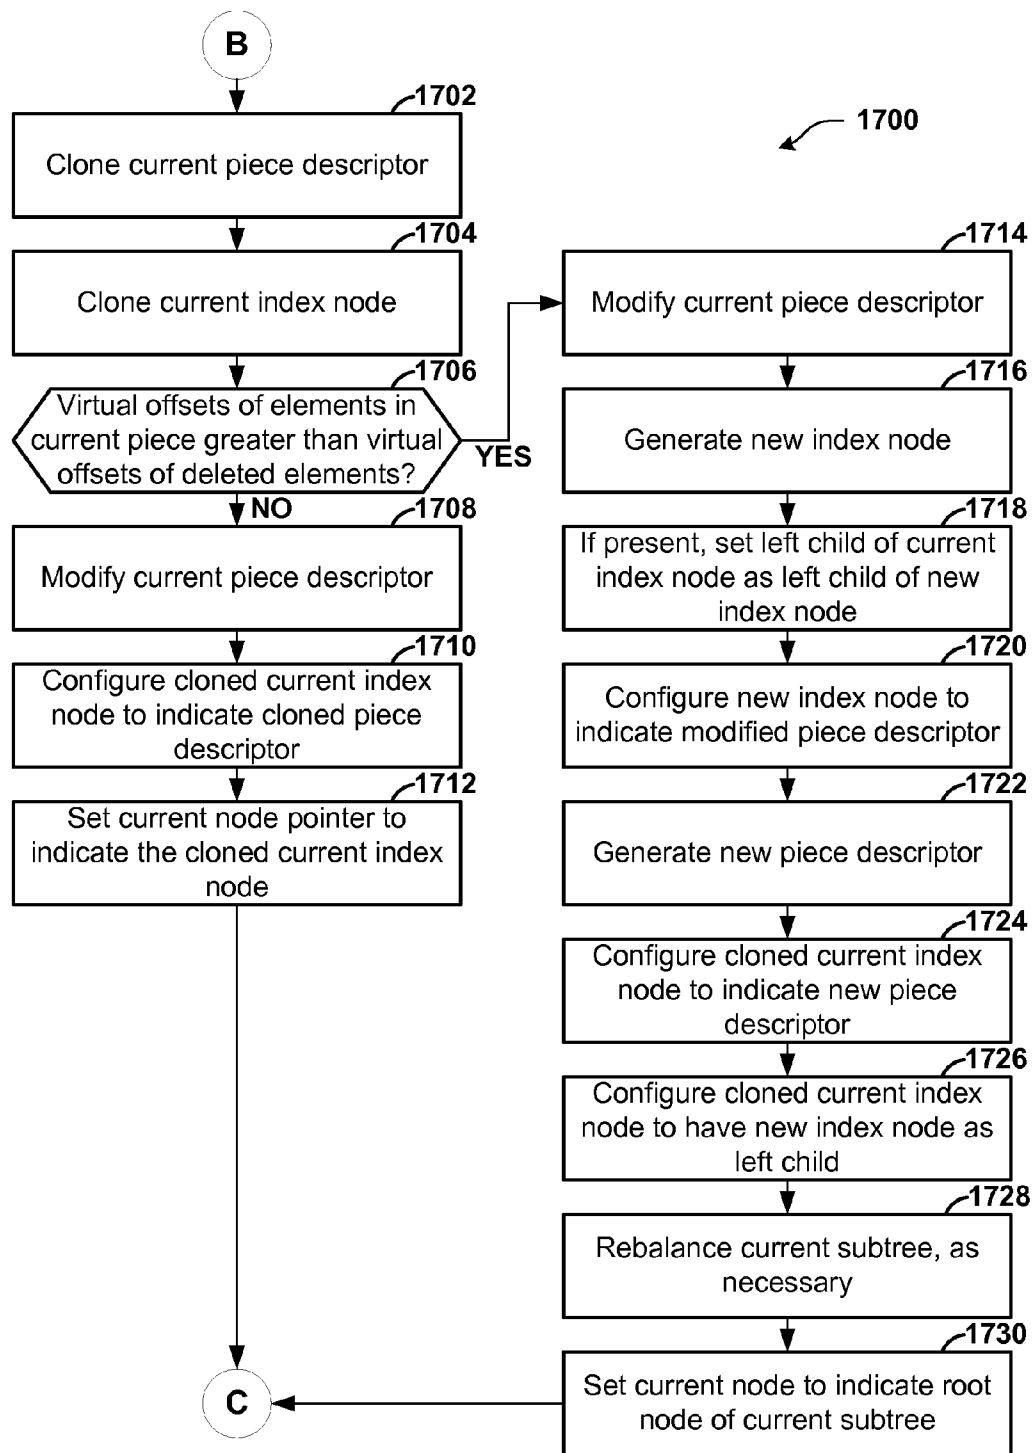 B
1702
Clone current piece descriptor
1700
1704
Clone current index node
1706
Virtual offsets of elements in
current piece greater than virtual
offsets of deleted elements?
YES
NO
1708
Modify current piece descriptor
1710
Configure cloned current index
node to indicate cloned piece
descriptor
1712
Set current node pointer to
indicate the cloned current index
node
1714
Modify current piece descriptor
1716
Generate new index node
1718
If present, set left child of current
index node as left child of new
index node
1720
Configure new index node to
indicate modified piece descriptor
1722
Generate new piece descriptor
1724
Configure cloned current index
node to indicate new piece
descriptor
1726
Configure cloned current index
node to have new index node as
left child
1728
Rebalance current subtree, as
necessary
1730
Set current node to indicate root
node of current subtree
C